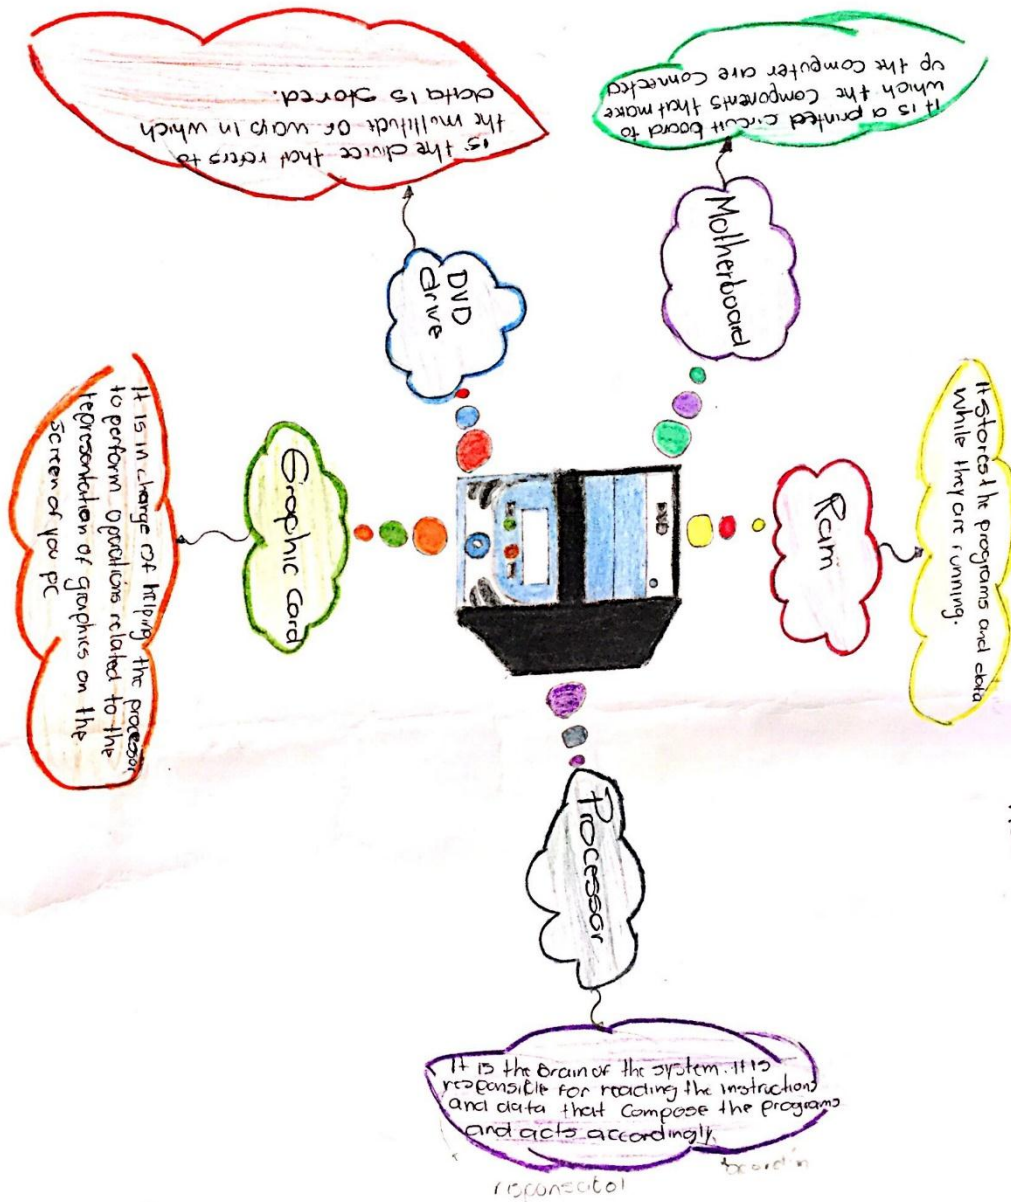 is the divice that refers to
the multitude of ways in which
data is stored.
DVD
drive
It is a printed circuit board to
which the Components that make
up the Computer are Connected
Motherboard
It Stores the programs and data
while they are running.
Ram
Graphic Card
It is in charge of helping the processor
to perform oparations related to the
representation of graphics on the
Screen of you pc
DVD
Processor
It is the Brain of the system. It is
responsible for reading the instructions
and data that Compose the programs
and acts accordingly.